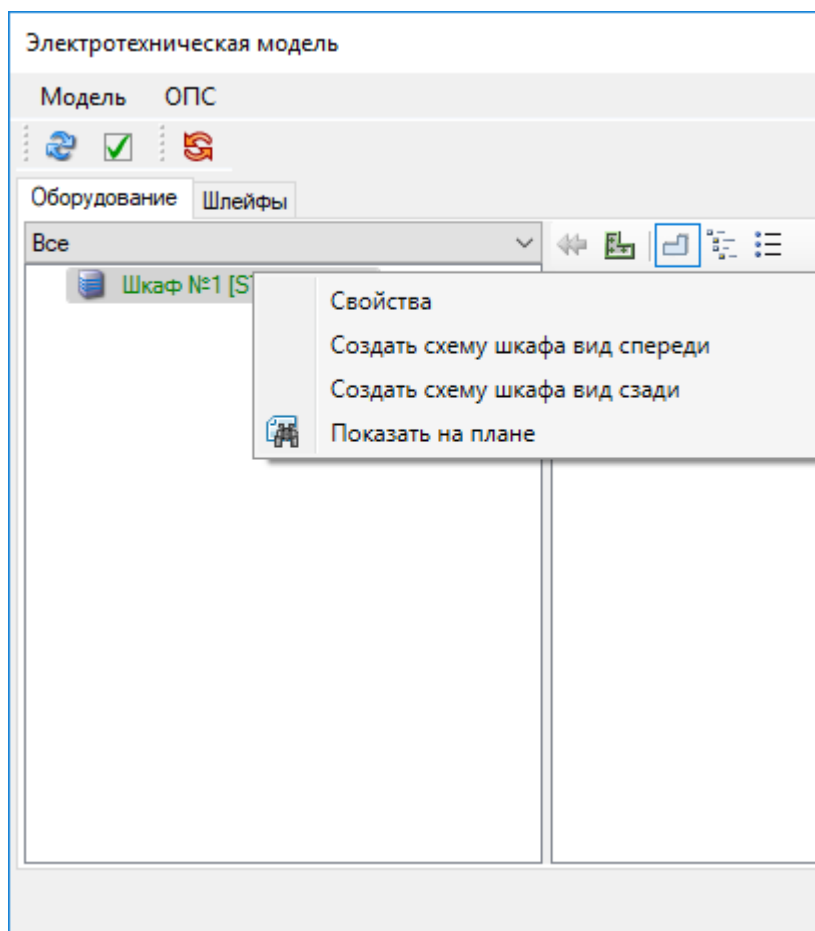 Электротехническая модель
Модель ОПС
Оборудование Шлейфы
Все
Шкаф №1
Свойства
Создать схему шкафа вид спереди
Создать схему шкафа вид сзади
Показать на плане